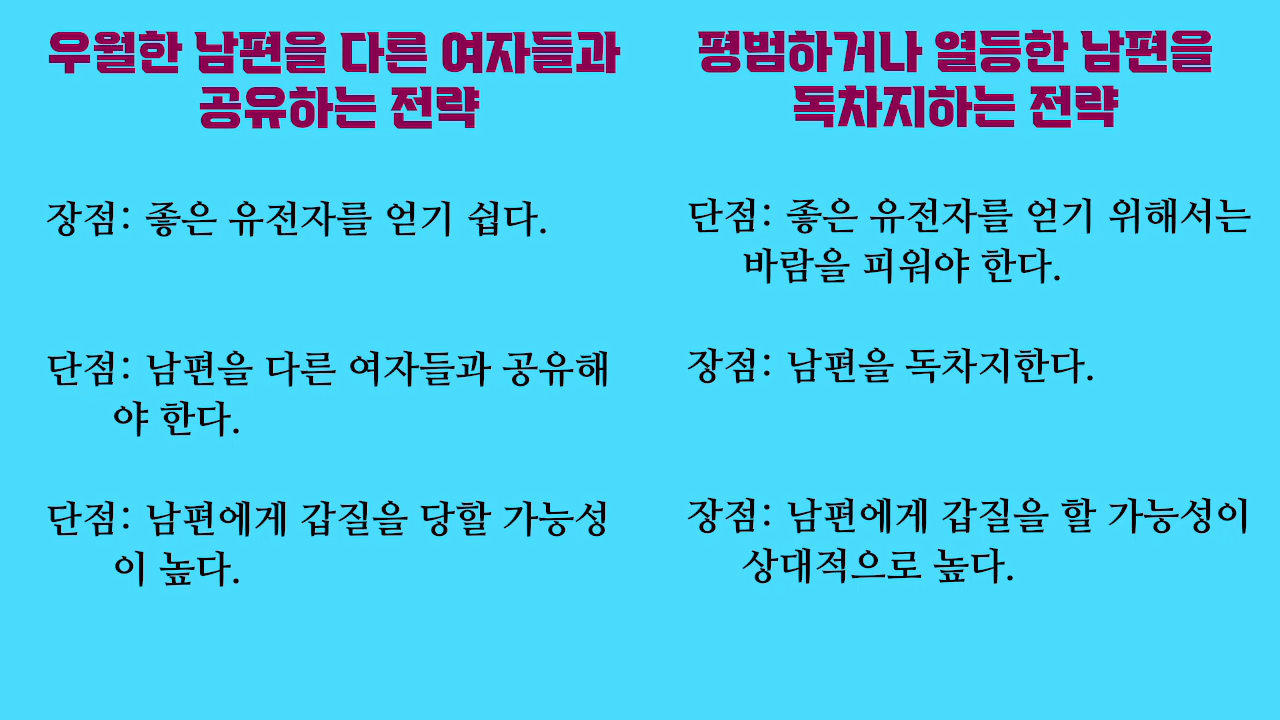 우월한 남편을 다른 여자들과
공유하는 전략
장점: 좋은 유전자를 얻기 쉽다.
단점: 남편을 다른 여자들과 공유해
야 한다.
단점: 남편에게 갑질을 당할 가능성
이 높다.
평범하거나 열등한 남편을
독차지하는 전략
단점: 좋은 유전자를 얻기 위해서는
바람을 피워야 한다.
장점: 남편을 독차지한다.
장점: 남편에게 갑질을 할 가능성이
상대적으로 높다.